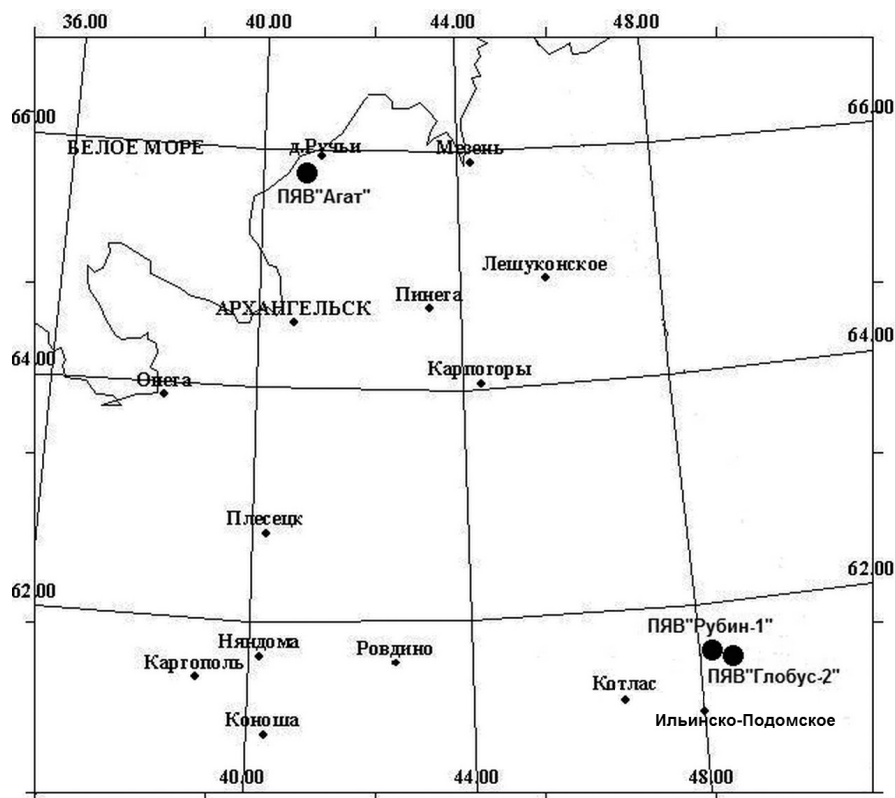 36.00 40.00 44.00 48.00
66.00 66.00
БЕЛОЕ МОРЕ д.Ручьи Мезень
ПЯВ"Агат"
Лешуконское
Пинега
АРХАНГЕЛЬСК
64.00 64.00
Онега Карпогоры
Плесецк
62.00 62.00
ПЯВ"Рубин-1"
Няндома Ровдино
Каргополь
ПЯВ"Глобус-2"
Котлас
Коноша Ильинско-Подомское
40.00 44.00 48.00